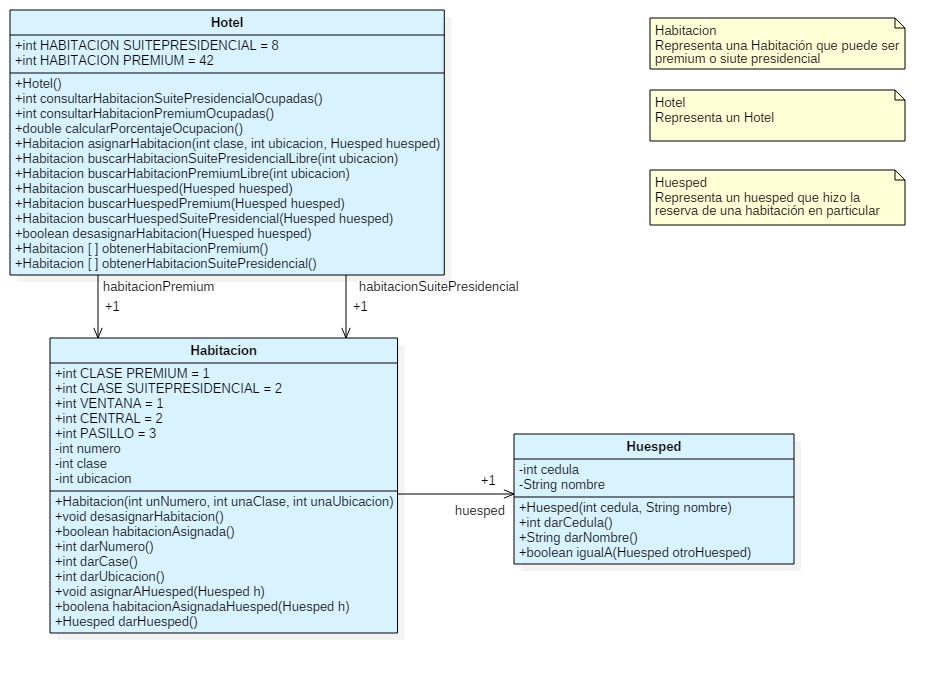 Hotel
+int HABITACION SUITEPRESIDENCIAL = 8
+int HABITACION PREMIUM = 42
+Hotel()
+int consultarHabitacionSuitePresidencialOcupadas()
+int consultarHabitacionPremiumOcupadas()
+double calcularPorcentajeOcupacion()
+Habitacion asignarHabitacion(int clase, int ubicacion, Huesped huesped)
+Habitacion buscarHabitacionSuitePresidencialLibre(int ubicacion)
+Habitacion buscarHabitacionPremiumLibre(int ubicacion)
+Habitacion buscarHuesped(Huesped huesped)
+Habitacion buscarHuespedPremium(Huesped huesped)
+Habitacion buscarHuespedSuitePresidencial(Huesped huesped)
+boolean desasignarHabitacion(Huesped huesped)
+Habitacion [ ] obtenerHabitacionPremium()
+Habitacion [ ] obtenerHabitacionSuitePresidencial()
Habitacion
Representa una Habitación que puede ser
premium o siute presidencial
Hotel
Representa un Hotel
Huesped
Representa un huesped que hizo la
reserva de una habitación en particular
habitacionPremium
+1
habitacionSuitePresidencial
+1
Habitacion
+int CLASE PREMIUM = 1
+int CLASE SUITEPRESIDENCIAL = 2
+int VENTANA = 1
+int CENTRAL = 2
+int PASILLO = 3
-int numero
-int clase
-int ubicacion
+Habitacion(int unNumero, int unaClase, int unaUbicacion)
+void desasignarHabitacion()
+boolean habitacionAsignada()
+int darNumero()
+int darCase()
+int darUbicacion()
+void asignarAHuesped(Huesped h)
+boolena habitacionAsignadaHuesped(Huesped h)
+Huesped darHuesped()
+1
huesped
Huesped
-int cedula
-String nombre
+Huesped(int cedula, String nombre)
+int darCedula()
+String darNombre()
+boolean igualA(Huesped otroHuesped)